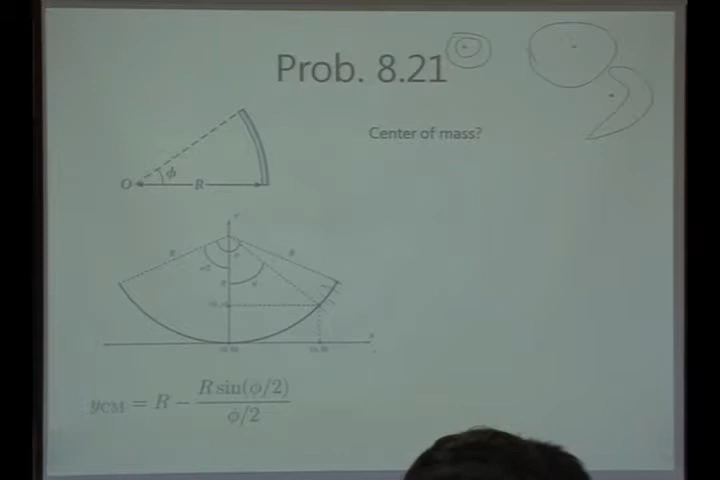 Prob. 8.21
Center of mass?
ϕ
O
R
y_CM = R − R sin(ϕ/2) / ϕ/2